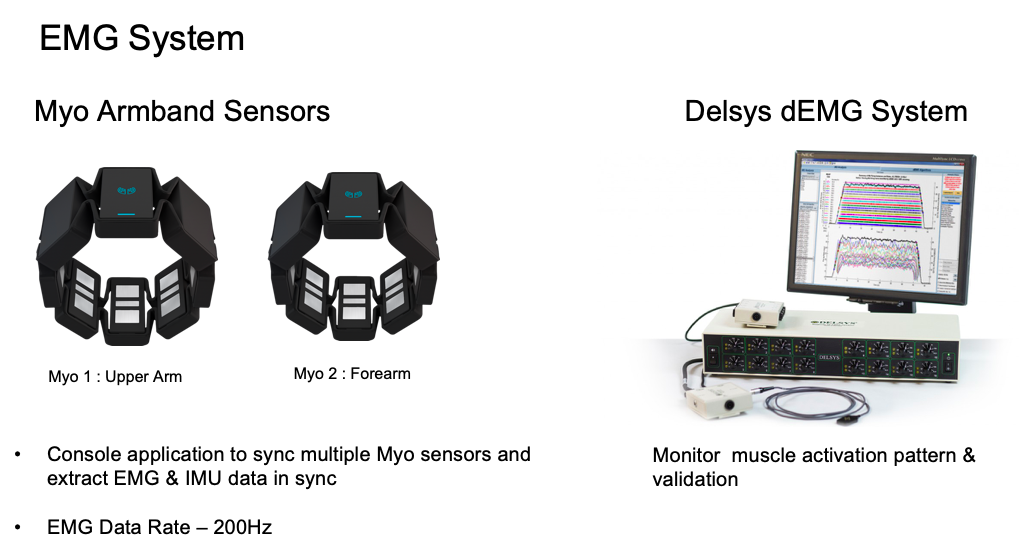 EMG System
Myo Armband Sensors
Delsys dEMG System
Myo 1 : Upper Arm
Myo 2 : Forearm
DELSYS
DELSYS
• Console application to sync multiple Myo sensors and
extract EMG & IMU data in sync
• EMG Data Rate – 200Hz
Monitor muscle activation pattern &
validation